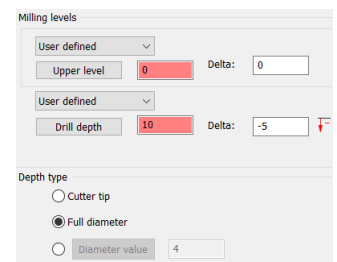 Milling levels
User defined
Upper level 0 Delta: 0
User defined
Drill depth 10 Delta: -5
Depth type
Cutter tip
Full diameter
Diameter value 4